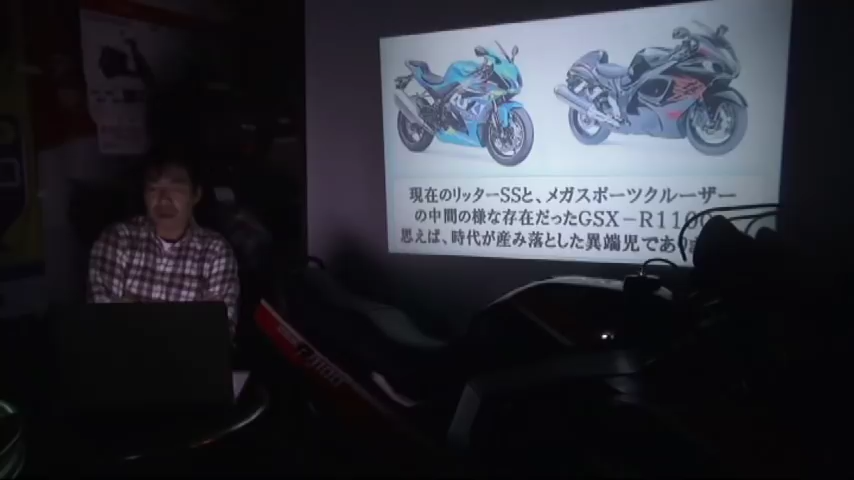 現在のリッターSSと、メガスポーツクルーザー
の中間の様な存在だったGSX－R1100
思えば、時代が産み落とした異端児であり
R1100